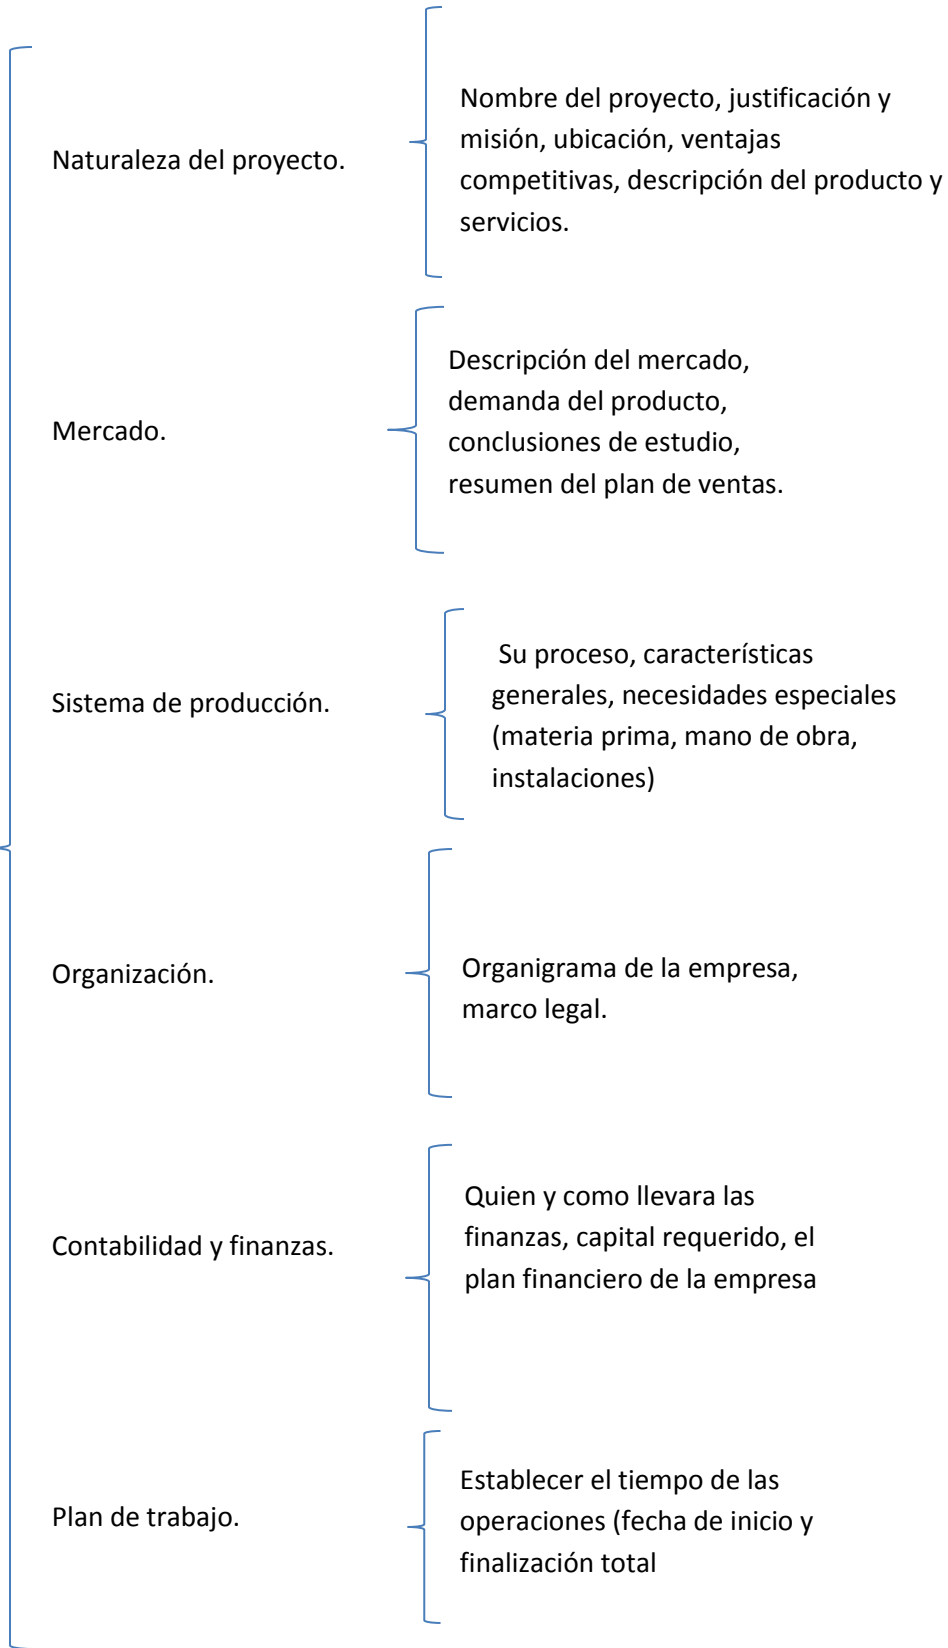 Naturaleza del proyecto.
Nombre del proyecto, justificación y
misión, ubicación, ventajas
competitivas, descripción del producto y
servicios.
Mercado.
Descripción del mercado,
demanda del producto,
conclusiones de estudio,
resumen del plan de ventas.
Sistema de producción.
Su proceso, características
generales, necesidades especiales
(materia prima, mano de obra,
instalaciones)
Organización.
Organigrama de la empresa,
marco legal.
Contabilidad y finanzas.
Quien y como llevara las
finanzas, capital requerido, el
plan financiero de la empresa
Plan de trabajo.
Establecer el tiempo de las
operaciones (fecha de inicio y
finalización total